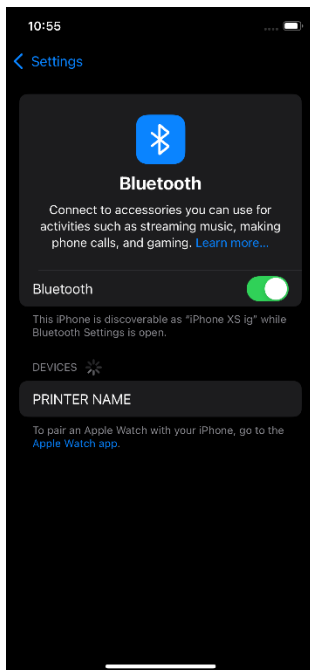 10:55
Settings
Bluetooth
Connect to accessories you can use for
activities such as streaming music, making
phone calls, and gaming. Learn more...
Bluetooth
This iPhone is discoverable as "iPhone XS ig" while
Bluetooth Settings is open.
DEVICES
PRINTER NAME
To pair an Apple Watch with your iPhone, go to the
Apple Watch app.